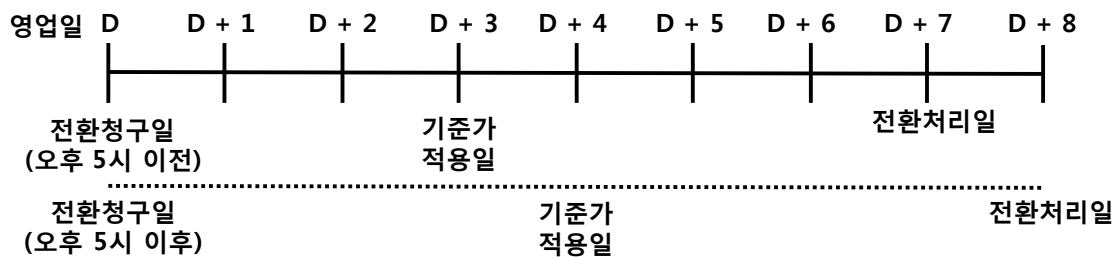 영업일 D D + 1 D + 2 D + 3 D + 4 D + 5 D + 6 D + 7 D + 8
전환청구일 기준가 전환처리일
(오후 5시 이전) 적용일
전환청구일 기준가 전환처리일
(오후 5시 이후) 적용일